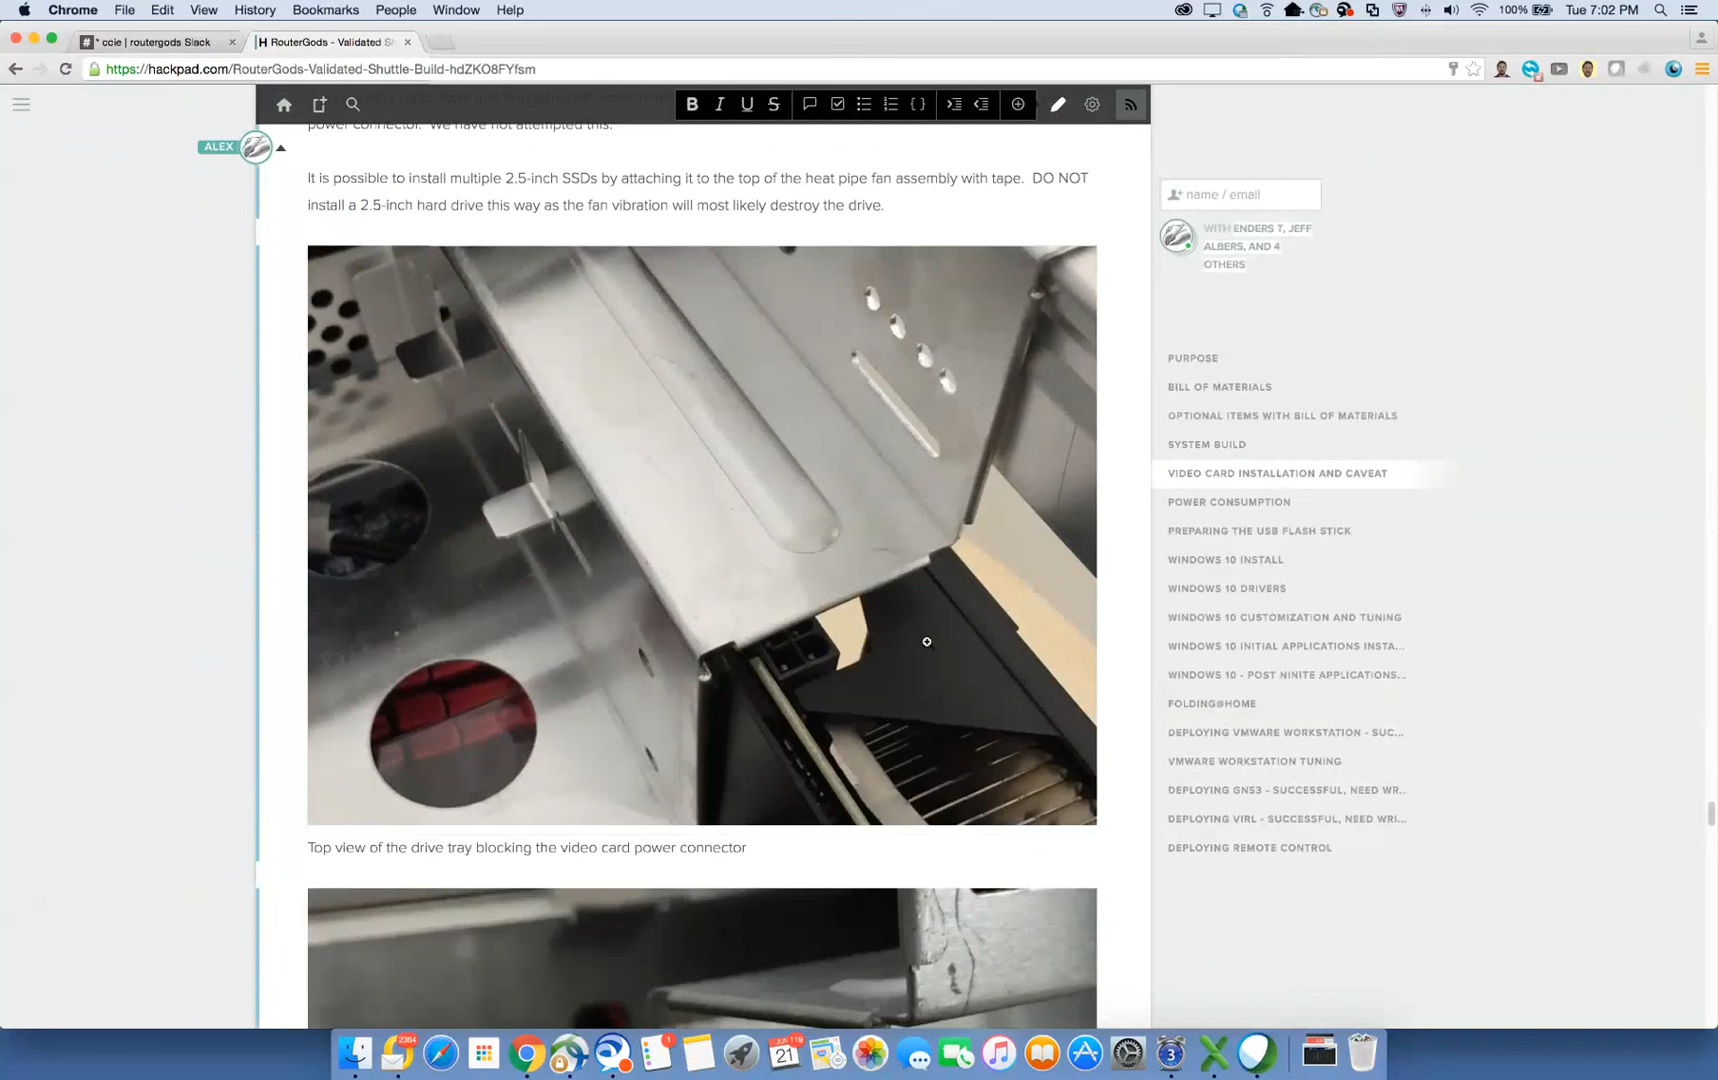 Chrome File Edit View History Bookmarks People Window Help 100% Tue 7:02 PM
* ccie | routergods Slack × RouterGods - Validated Sh ×
https://hackpad.com/RouterGods-Validated-Shuttle-Build-hdZKO8FYfsm
B I U S { }
power connector. We have not attempted this.
ALEX
It is possible to install multiple 2.5-inch SSDs by attaching it to the top of the heat pipe fan assembly with tape. DO NOT
install a 2.5-inch hard drive this way as the fan vibration will most likely destroy the drive.
Top view of the drive tray blocking the video card power connector
name / email
WITH ENDERS T, JEFF
ALBERS, AND 4
OTHERS
PURPOSE
BILL OF MATERIALS
OPTIONAL ITEMS WITH BILL OF MATERIALS
SYSTEM BUILD
VIDEO CARD INSTALLATION AND CAVEAT
POWER CONSUMPTION
PREPARING THE USB FLASH STICK
WINDOWS 10 INSTALL
WINDOWS 10 DRIVERS
WINDOWS 10 CUSTOMIZATION AND TUNING
WINDOWS 10 INITIAL APPLICATIONS INSTA...
WINDOWS 10 - POST NINITE APPLICATIONS...
FOLDING@HOME
DEPLOYING VMWARE WORKSTATION - SUC...
VMWARE WORKSTATION TUNING
DEPLOYING GNS3 - SUCCESSFUL, NEED WR...
DEPLOYING VIRL - SUCCESSFUL, NEED WRI...
DEPLOYING REMOTE CONTROL
2364
1
JUN
21
3